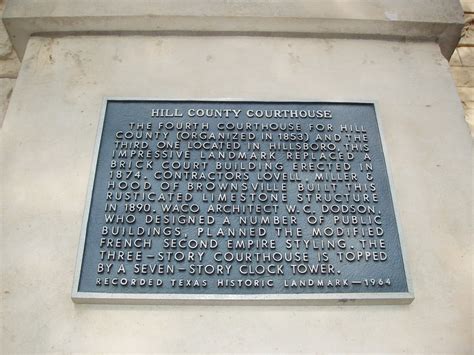 HILL COUNTY COURTHOUSE
THE FOURTH COURTHOUSE FOR HILL
COUNTY (ORGANIZED IN 1853) AND THE
THIRD ONE LOCATED IN HILLSBORO, THIS
IMPRESSIVE LANDMARK REPLACED A
BRICK COURT BUILDING ERECTED IN
1874. CONTRACTORS LOVELL, MILLER &
HOOD OF BROWNSVILLE BUILT THIS
RUSTICATED LIMESTONE STRUCTURE
IN 1890. WACO ARCHITECT W. C. DODSON,
WHO DESIGNED A NUMBER OF PUBLIC
BUILDINGS, PLANNED THE MODIFIED
FRENCH SECOND EMPIRE STYLING. THE
THREE-STORY COURTHOUSE IS TOPPED
BY A SEVEN-STORY CLOCK TOWER.
RECORDED TEXAS HISTORIC LANDMARK—1964